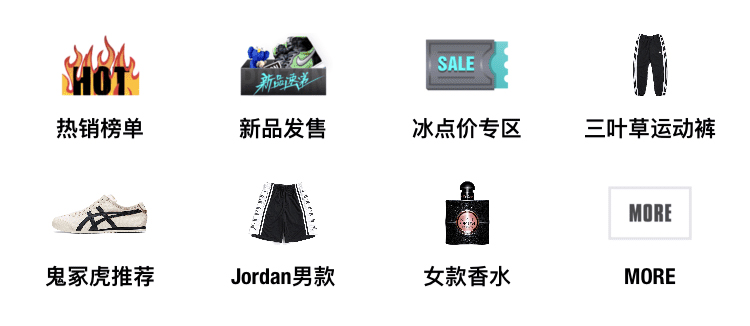 HOT
新品速送
SALE
热销榜单
新品发售
冰点价专区
三叶草运动裤
MORE
鬼冢虎推荐
Jordan男款
女款香水
MORE